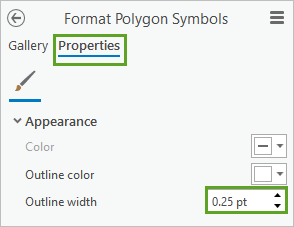 Format Polygon Symbols
Gallery Properties
Appearance
Color
Outline color
Outline width 0.25 pt